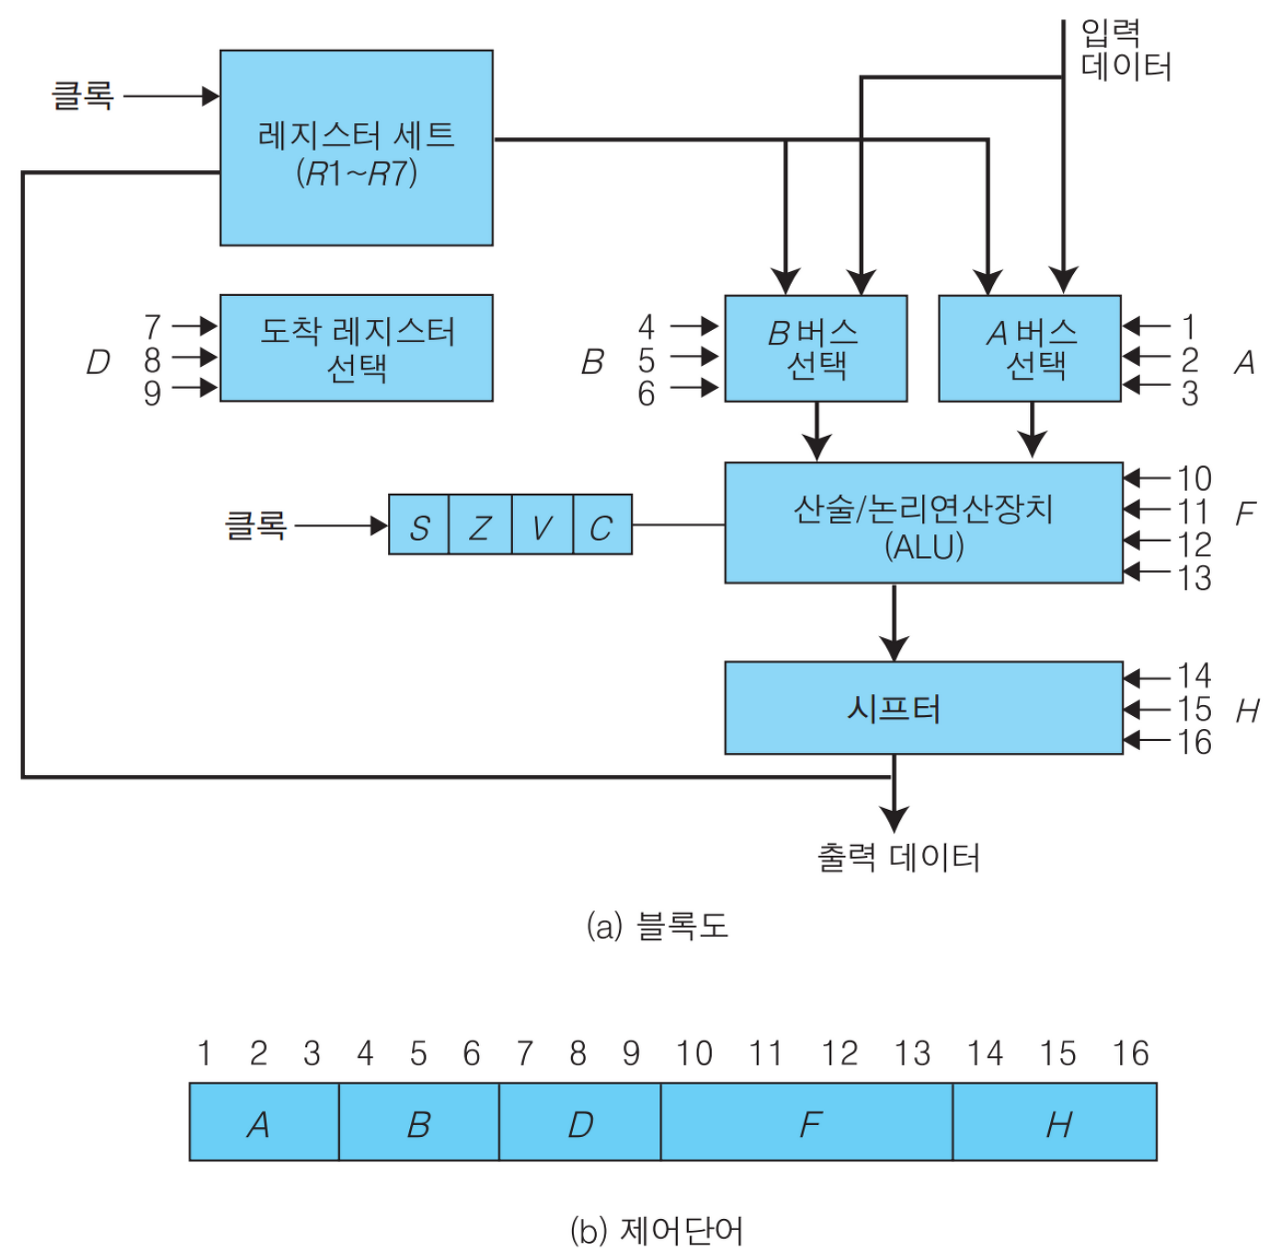 입력
데이터
클록
레지스터 세트
(R1~R7)
7
8
9
D
도착 레지스터
선택
B
4
5
6
B 버스
선택
A 버스
선택
1
2
3
A
클록
S Z V C
산술/논리연산장치
(ALU)
10
11
12
13
F
시프터
14
15
16
H
출력 데이터
(a) 블록도
1 2 3 4 5 6 7 8 9 10 11 12 13 14 15 16
A B D F H
(b) 제어단어